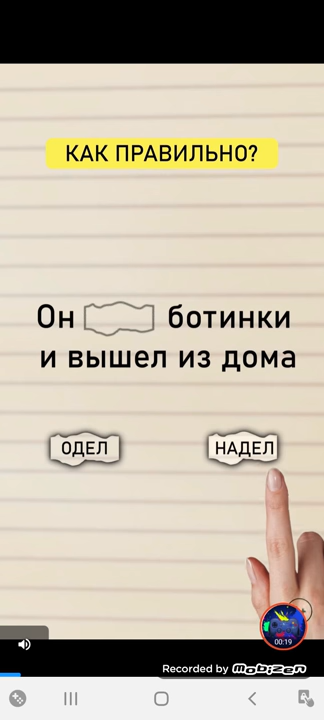 КАК ПРАВИЛЬНО?
Он ботинки
и вышел из дома
ОДЕЛ НАДЕЛ
00:19
Recorded by Mobizen